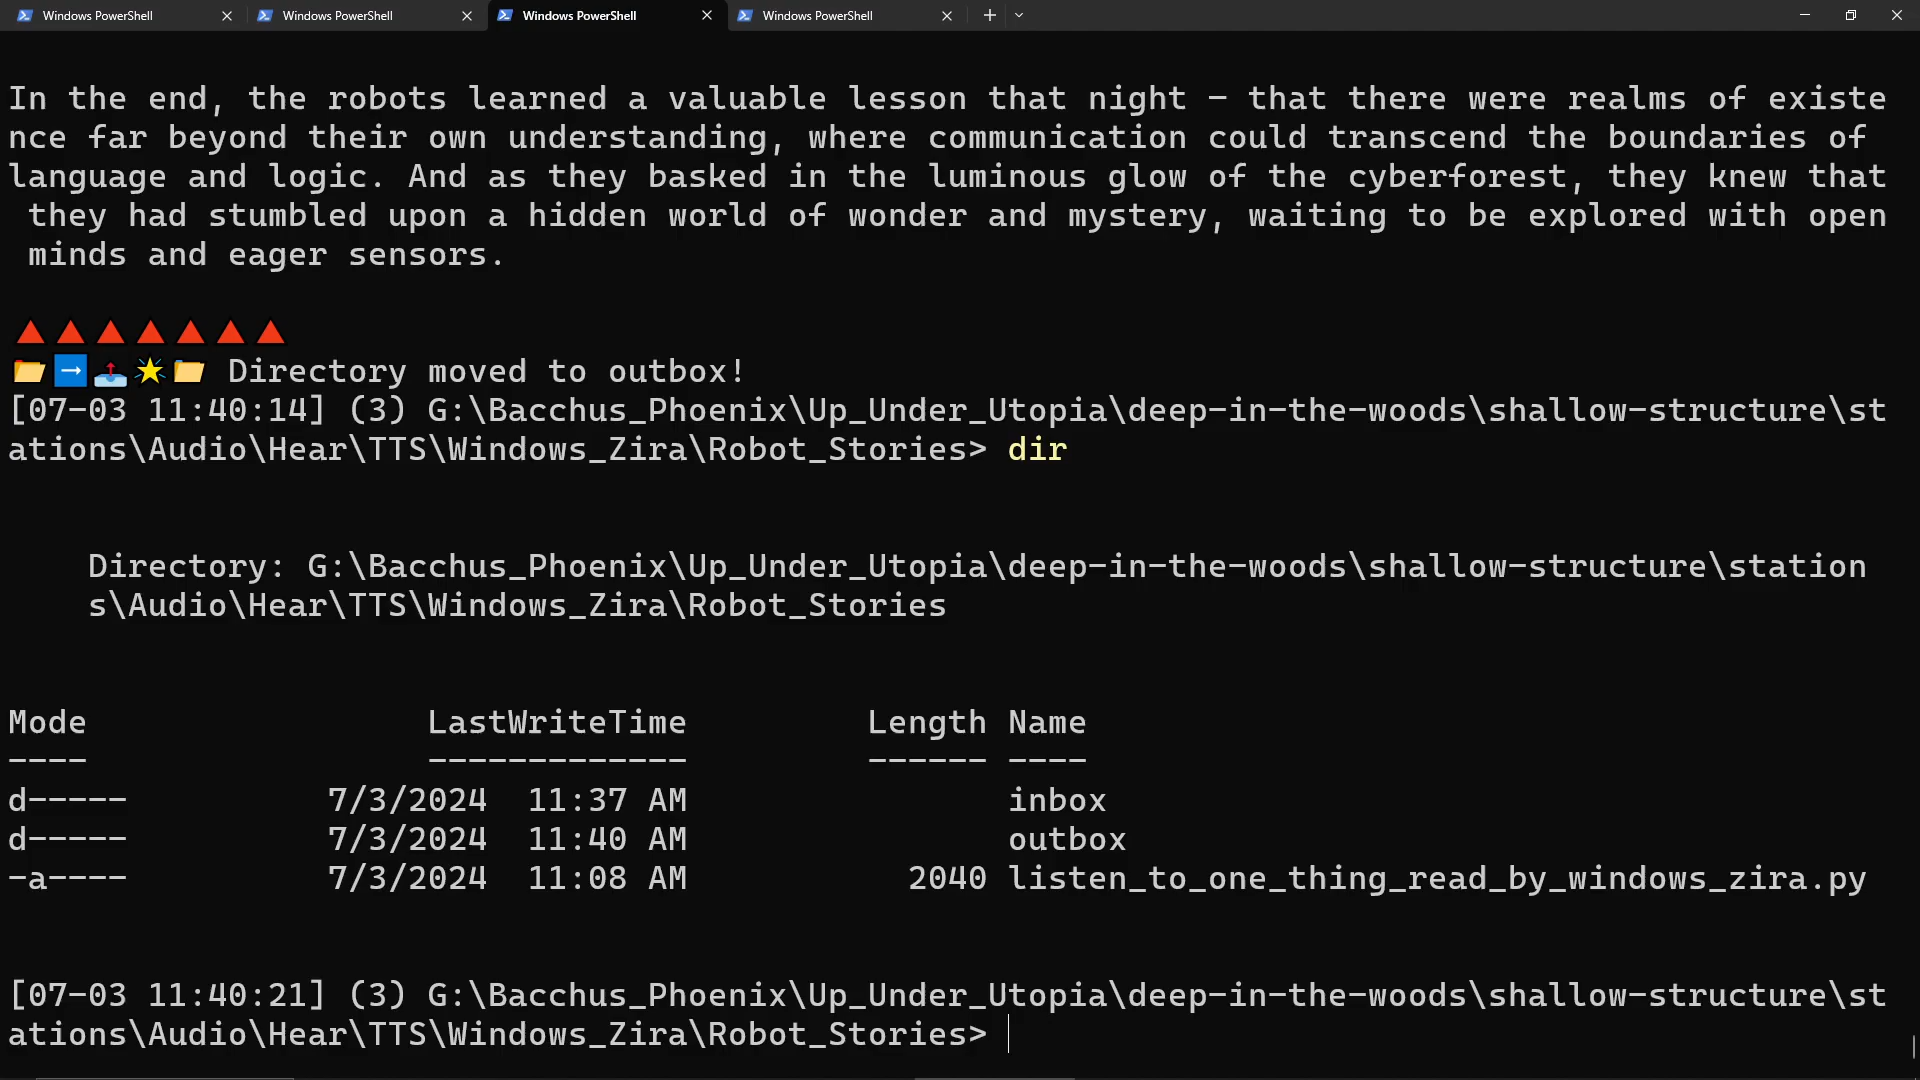 Windows PowerShell
Windows PowerShell
Windows PowerShell
Windows PowerShell
In the end, the robots learned a valuable lesson that night — that there were realms of existe
nce far beyond their own understanding, where communication could transcend the boundaries of
language and logic. And as they basked in the luminous glow of the cyberforest, they knew that
 they had stumbled upon a hidden world of wonder and mystery, waiting to be explored with open
 minds and eager sensors.
🔺🔺🔺🔺🔺🔺🔺
📂➡📤🌟📁 Directory moved to outbox!
[07-03 11:40:14] (3) G:\Bacchus_Phoenix\Up_Under_Utopia\deep-in-the-woods\shallow-structure\st
ations\Audio\Hear\TTS\Windows_Zira\Robot_Stories> dir
Directory: G:\Bacchus_Phoenix\Up_Under_Utopia\deep-in-the-woods\shallow-structure\station
s\Audio\Hear\TTS\Windows_Zira\Robot_Stories
Mode                 LastWriteTime         Length Name
----                 -------------         ------ ----
d-----          7/3/2024  11:37 AM                inbox
d-----          7/3/2024  11:40 AM                outbox
-a----          7/3/2024  11:08 AM           2040 listen_to_one_thing_read_by_windows_zira.py
[07-03 11:40:21] (3) G:\Bacchus_Phoenix\Up_Under_Utopia\deep-in-the-woods\shallow-structure\st
ations\Audio\Hear\TTS\Windows_Zira\Robot_Stories>